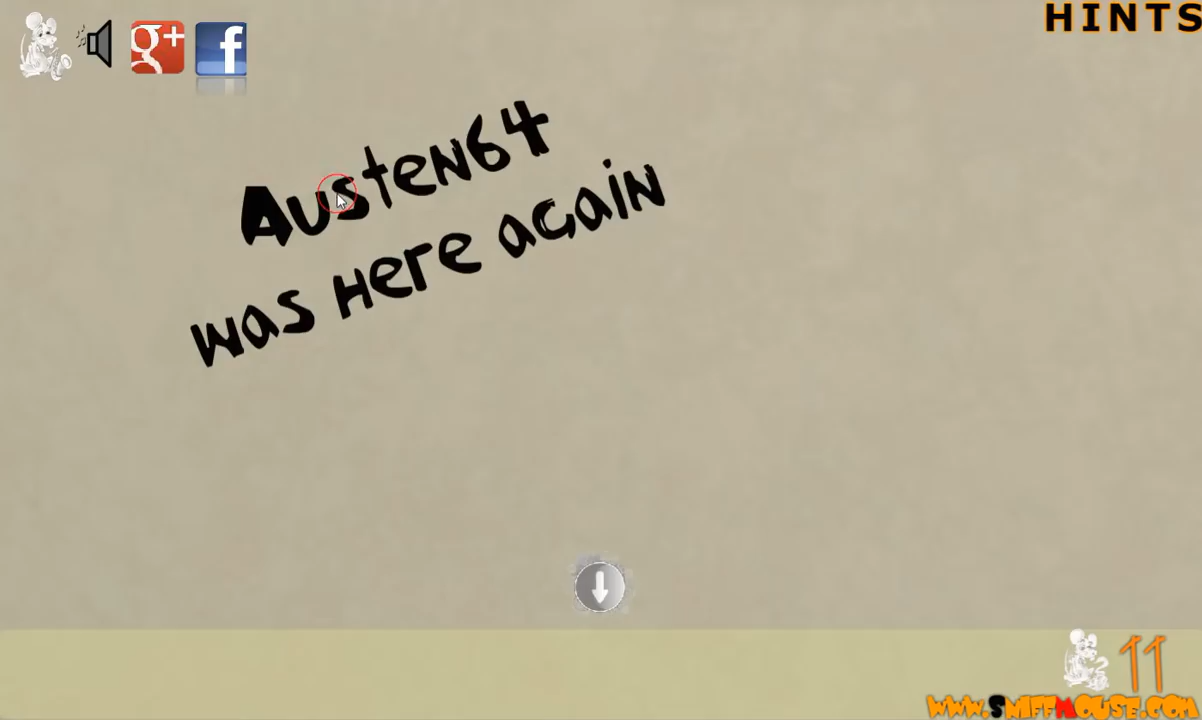 HINTS
g+ f
Austen64
was Here again
11
www.SNIFFMOUSE.COM